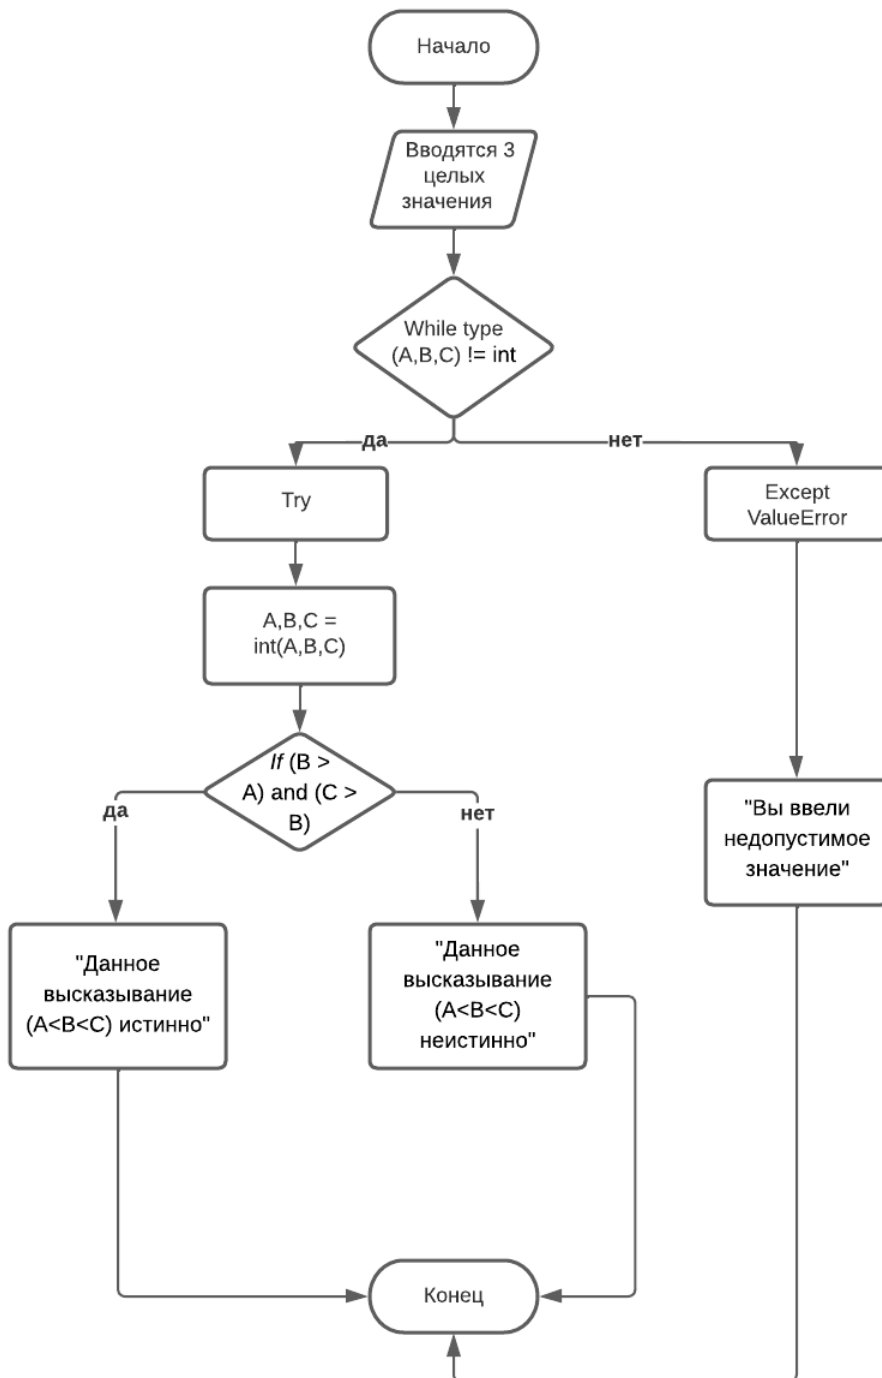 Начало
Вводятся 3
целых
значения
While type
(A,B,C) != int
да
нет
Try
Except
ValueError
A,B,C =
int(A,B,C)
If (B >
A) and (C >
B)
да
нет
"Вы ввели
недопустимое
значение"
"Данное
высказывание
(A<B<C) истинно"
"Данное
высказывание
(A<B<C)
неистинно"
Конец